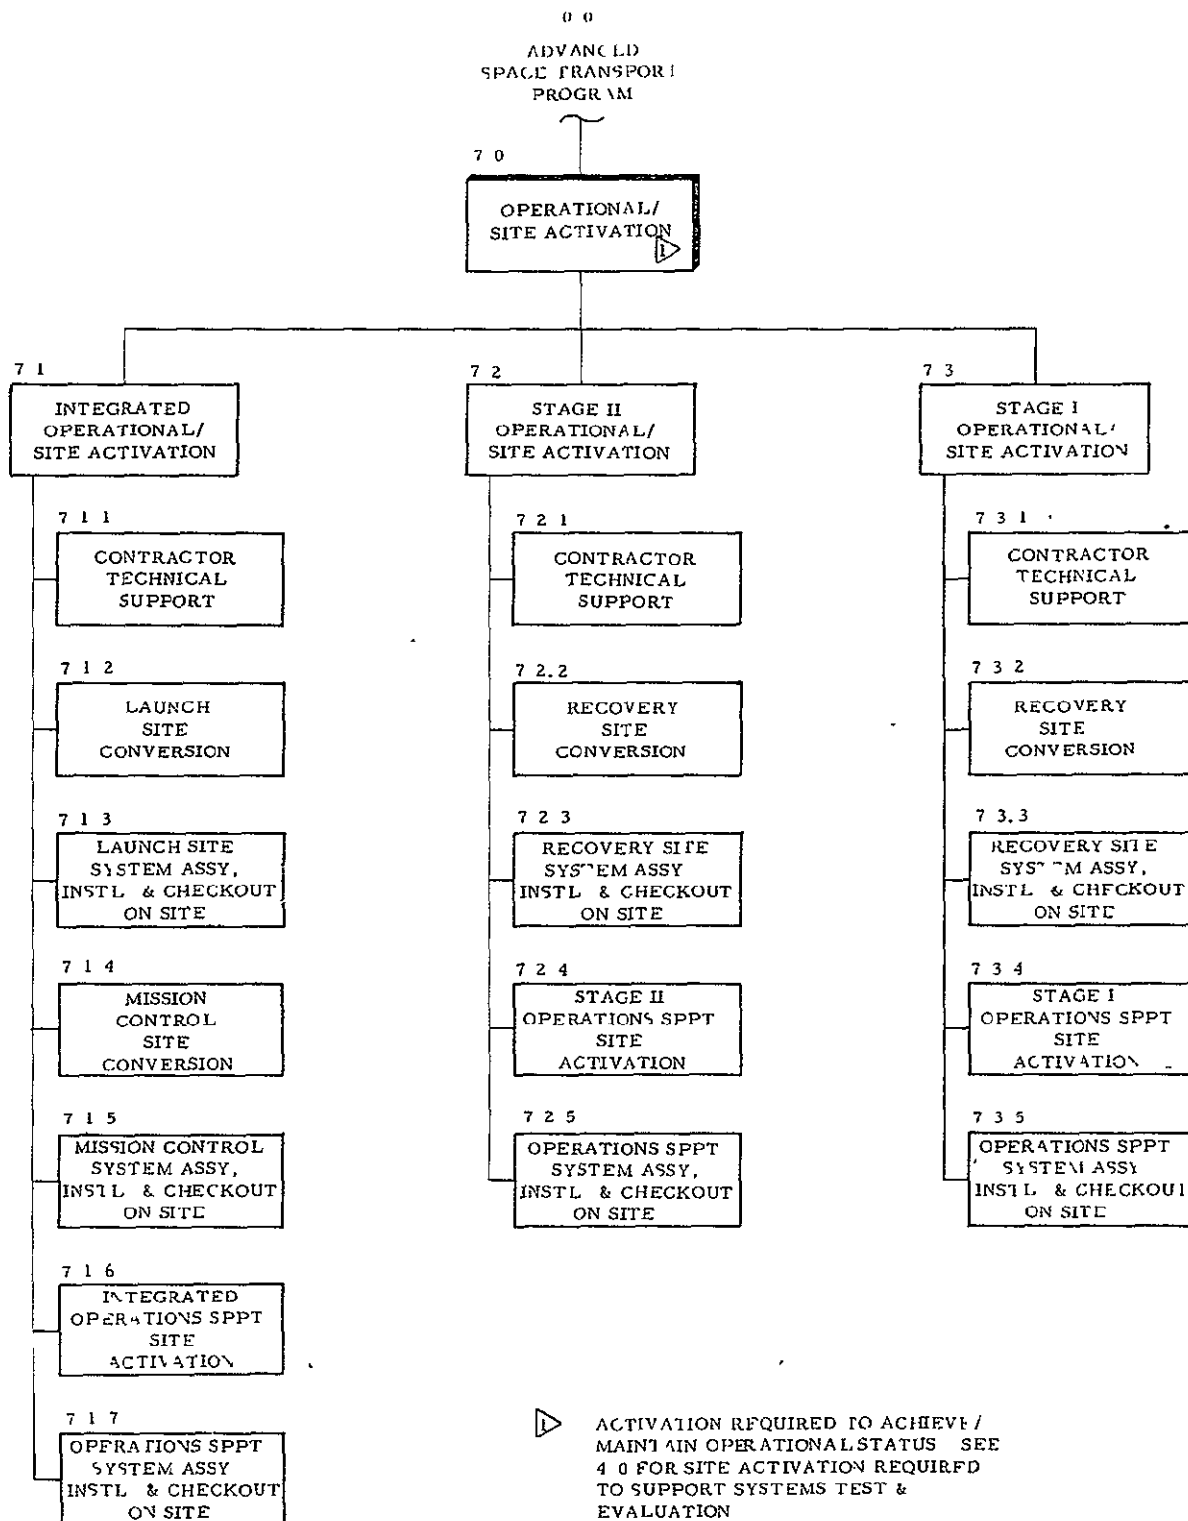 0 0
ADVANCED
SPACE TRANSPORT
PROGRAM
7 0
OPERATIONAL/
SITE ACTIVATION
1
7 1
INTEGRATED
OPERATIONAL/
SITE ACTIVATION
7 1 1
CONTRACTOR
TECHNICAL
SUPPORT
7 1 2
LAUNCH
SITE
CONVERSION
7 1 3
LAUNCH SITE
SYSTEM ASSY,
INSTL & CHECKOUT
ON SITE
7 1 4
MISSION
CONTROL
SITE
CONVERSION
7 1 5
MISSION CONTROL
SYSTEM ASSY,
INSTL & CHECKOUT
ON SITE
7 1 6
INTEGRATED
OPERATIONS SPPT
SITE
ACTIVATION
7 1 7
OPERATIONS SPPT
SYSTEM ASSY
INSTL & CHECKOUT
ON SITE
7 2
STAGE II
OPERATIONAL/
SITE ACTIVATION
7 2 1
CONTRACTOR
TECHNICAL
SUPPORT
7 2.2
RECOVERY
SITE
CONVERSION
7 2 3
RECOVERY SITE
SYSTEM ASSY
INSTL & CHECKOUT
ON SITE
7 2 4
STAGE II
OPERATIONS SPPT
SITE
ACTIVATION
7 2 5
OPERATIONS SPPT
SYSTEM ASSY,
INSTL & CHECKOUT
ON SITE
7 3
STAGE I
OPERATIONAL/
SITE ACTIVATION
7 3 1
CONTRACTOR
TECHNICAL
SUPPORT
7 3 2
RECOVERY
SITE
CONVERSION
7 3.3
RECOVERY SITE
SYSTEM ASSY,
INSTL & CHECKOUT
ON SITE
7 3 4
STAGE I
OPERATIONS SPPT
SITE
ACTIVATION
7 3 5
OPERATIONS SPPT
SYSTEM ASSY
INSTL & CHECKOUT
ON SITE
1 ACTIVATION REQUIRED TO ACHIEVE/
MAINTAIN OPERATIONAL STATUS SEE
4 0 FOR SITE ACTIVATION REQUIRED
TO SUPPORT SYSTEMS TEST &
EVALUATION